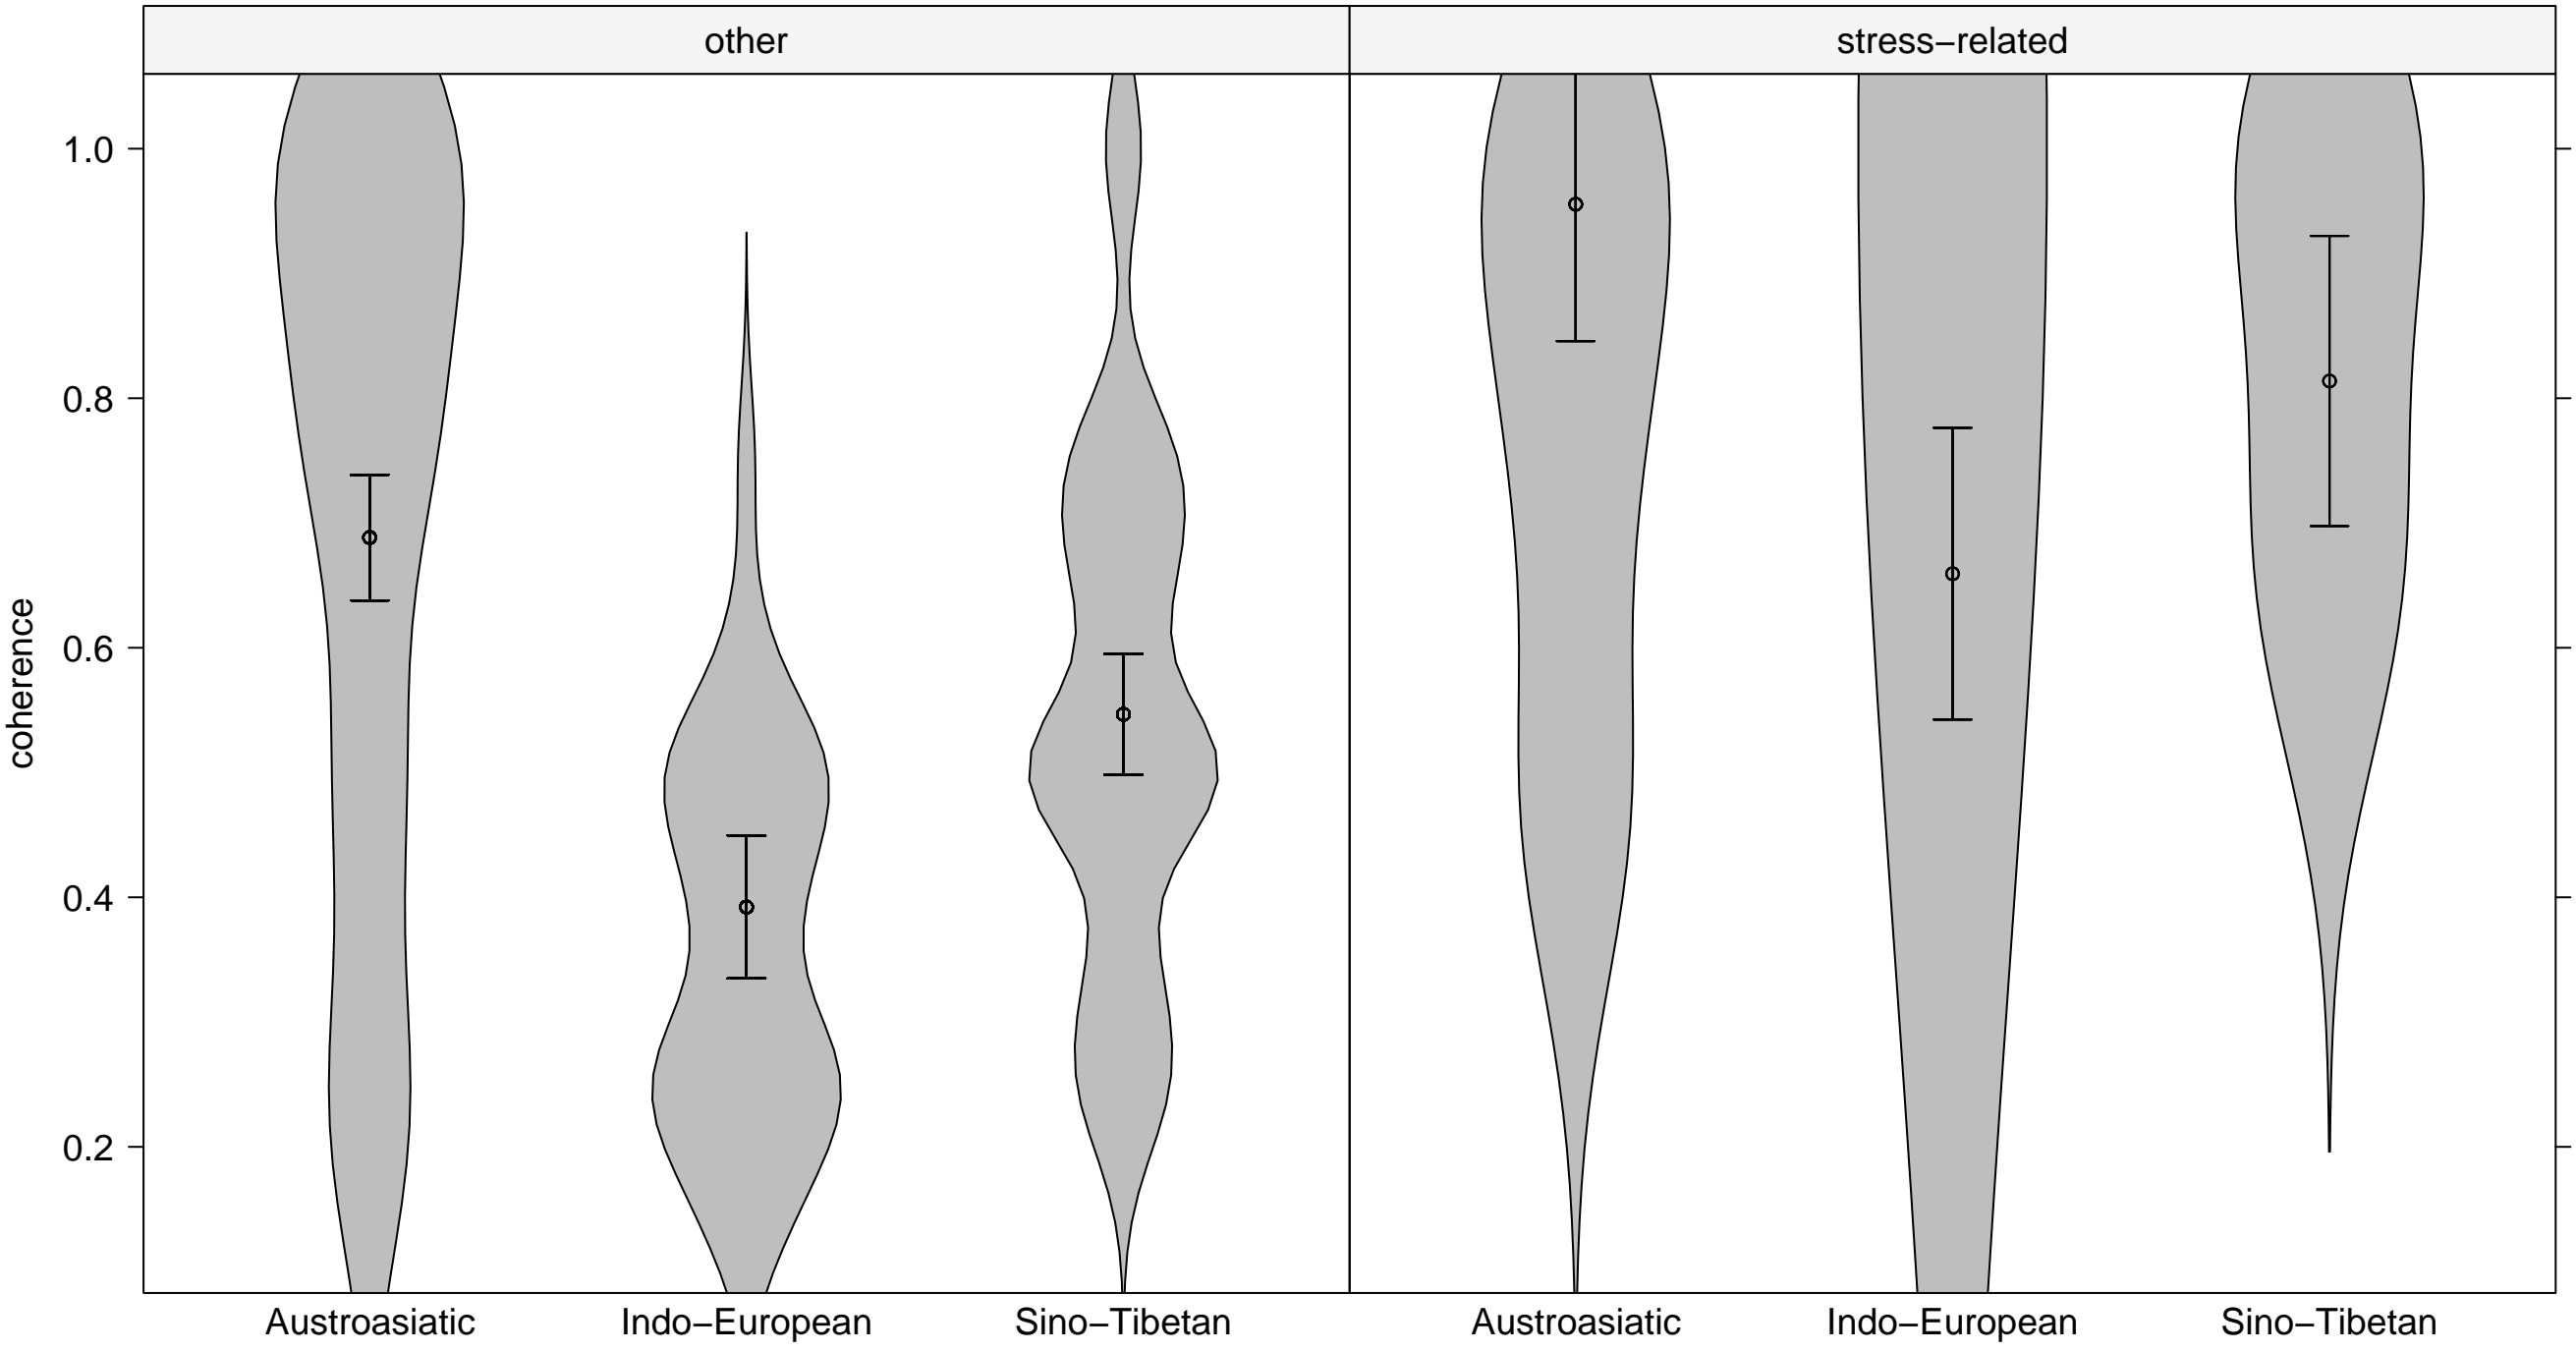 other
stress−related
coherence
1.0
0.8
0.6
0.4
0.2
Austroasiatic
Indo−European
Sino−Tibetan
Austroasiatic
Indo−European
Sino−Tibetan